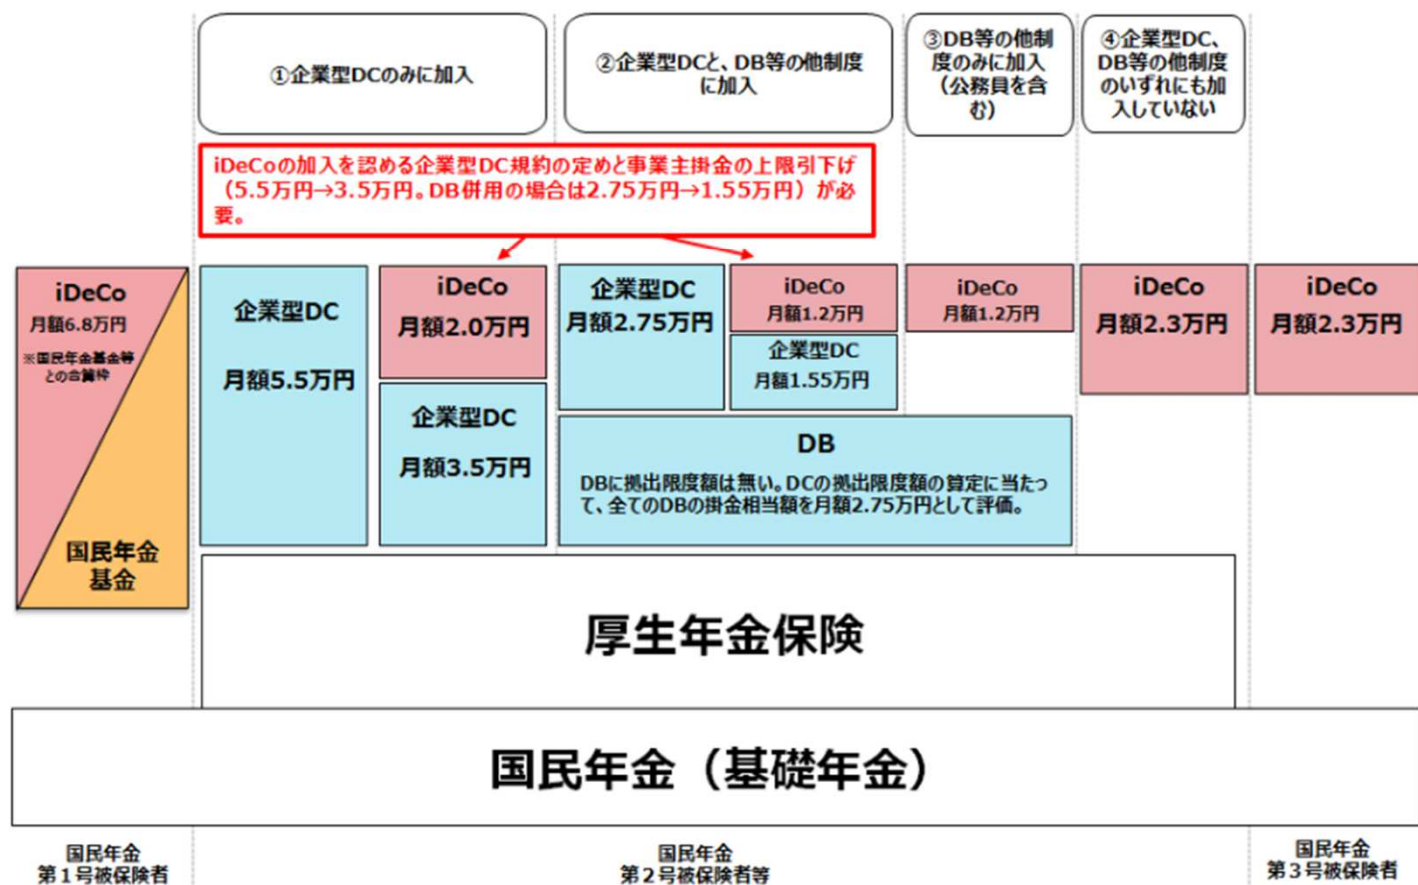 ①企業型DCのみに加入
②企業型DCと、DB等の他制度
に加入
③DB等の他制
度のみに加入
（公務員を含
む）
④企業型DC、
DB等の他制度
のいずれにも加
入していない
iDeCoの加入を認める企業型DC規約の定めと事業主掛金の上限引下げ
（5.5万円→3.5万円。DB併用の場合は2.75万円→1.55万円）が必
要。
iDeCo
月額6.8万円
※国民年金基金等
との合算枠
国民年金
基金
企業型DC
月額5.5万円
iDeCo
月額2.0万円
企業型DC
月額3.5万円
企業型DC
月額2.75万円
iDeCo
月額1.2万円
企業型DC
月額1.55万円
iDeCo
月額1.2万円
iDeCo
月額2.3万円
iDeCo
月額2.3万円
DB
DBに拠出限度額は無い。DCの拠出限度額の算定に当たっ
て、全てのDBの掛金相当額を月額2.75万円として評価。
厚生年金保険
国民年金（基礎年金）
国民年金
第１号被保険者
国民年金
第２号被保険者等
国民年金
第３号被保険者